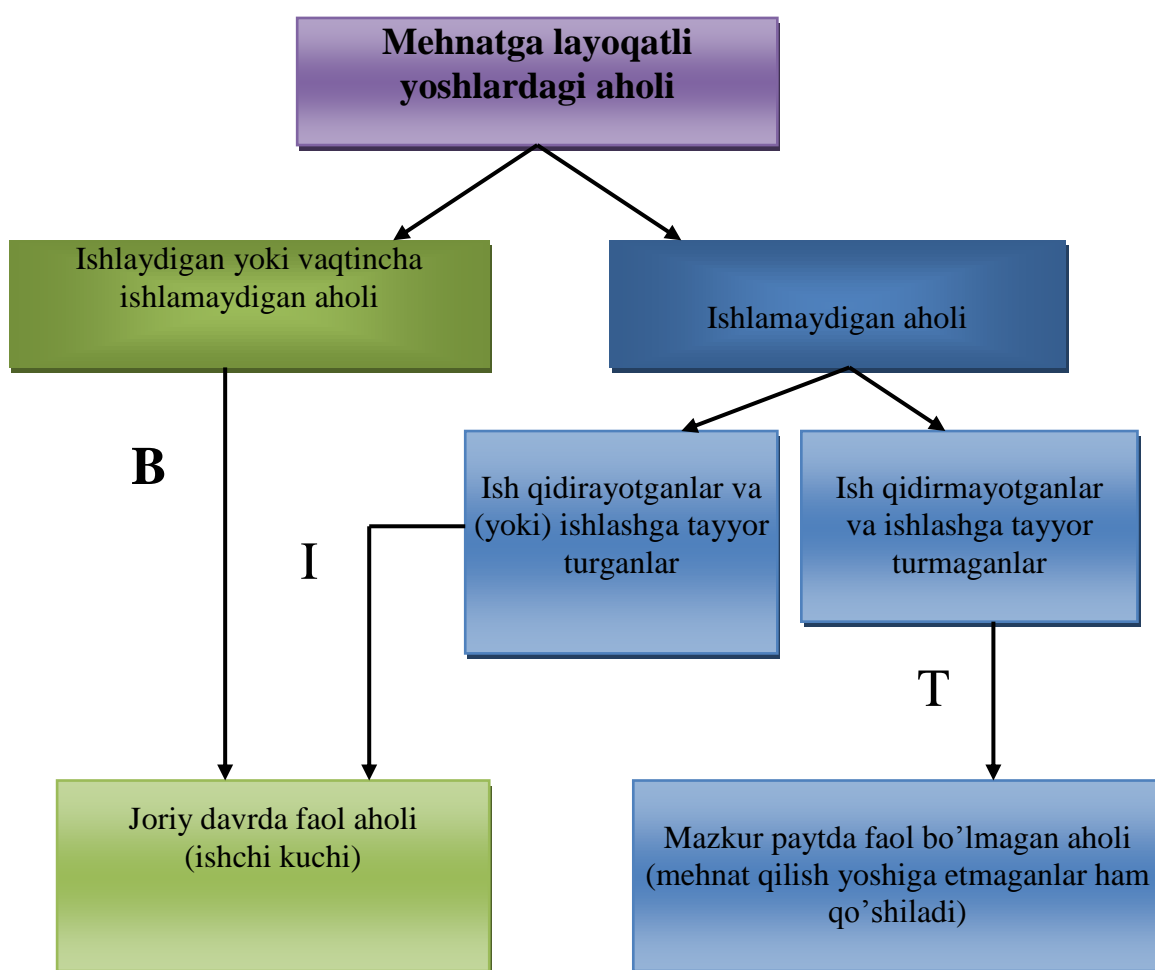 Mehnatga layoqatli
yoshlardagi aholi
Ishlaydigan yoki vaqtincha
ishlamaydigan aholi
Ishlamaydigan aholi
B
I
Ish qidirayotganlar va
(yoki) ishlashga tayyor
turganlar
Ish qidirmayotganlar
va ishlashga tayyor
turmaganlar
T
Joriy davrda faol aholi
(ishchi kuchi)
Mazkur paytda faol bo’lmagan aholi
(mehnat qilish yoshiga etmaganlar ham
qo’shiladi)